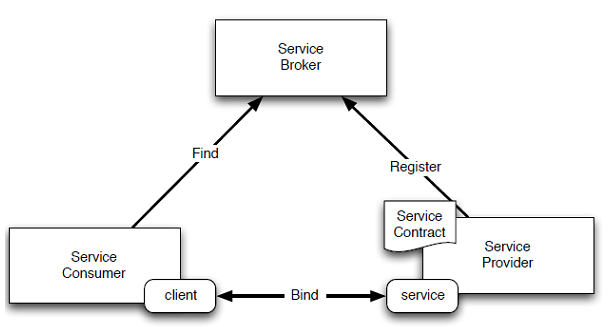 Service
Broker
Find
Register
Service
Contract
Service
Consumer
Service
Provider
client
Bind
service